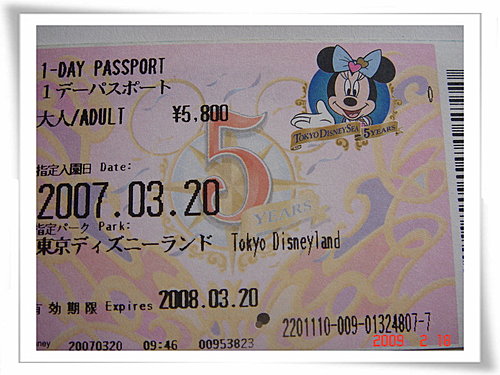 1-DAY PASSPORT
1デーパスポート
大人/ADULT ¥5,800
TOKYO DISNEYSEA 5 YEARS
5 YEARS
指定入園日 Date:
2007.03.20
指定パーク Park:
東京ディズニーランド Tokyo Disneyland
有効期限 Expires 2008.03.20
2201110-009-01324807-7
ney 20070320 09:46 00953823
2009 2 18